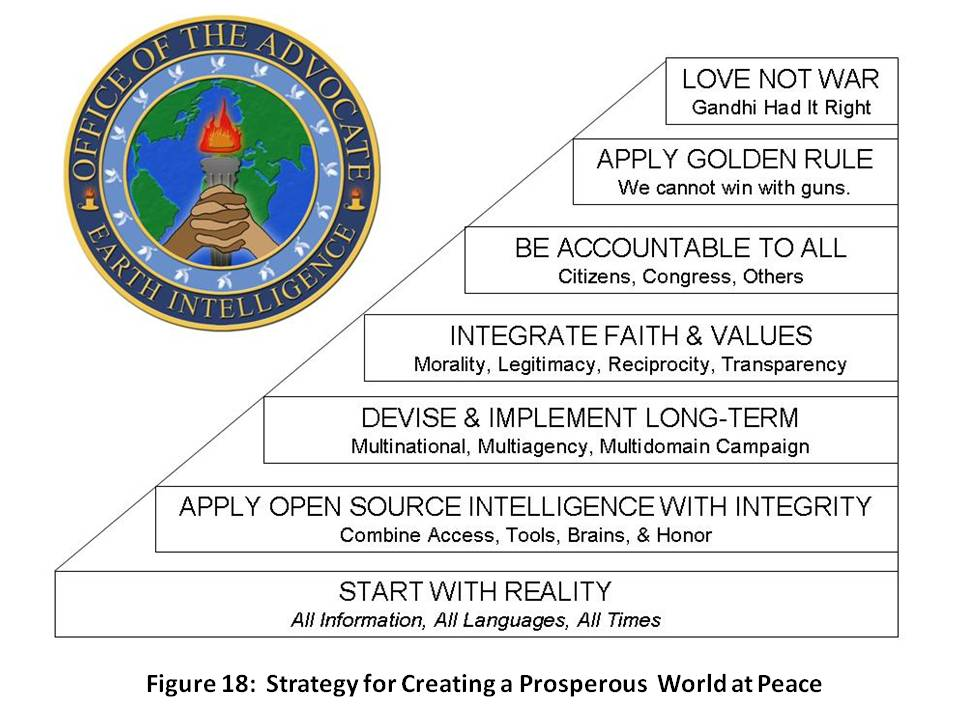 OFFICE OF THE ADVOCATE
EARTH INTELLIGENCE
LOVE NOT WAR
Gandhi Had It Right
APPLY GOLDEN RULE
We cannot win with guns.
BE ACCOUNTABLE TO ALL
Citizens, Congress, Others
INTEGRATE FAITH & VALUES
Morality, Legitimacy, Reciprocity, Transparency
DEVISE & IMPLEMENT LONG-TERM
Multinational, Multiagency, Multidomain Campaign
APPLY OPEN SOURCE INTELLIGENCE WITH INTEGRITY
Combine Access, Tools, Brains, & Honor
START WITH REALITY
All Information, All Languages, All Times
Figure 18: Strategy for Creating a Prosperous World at Peace